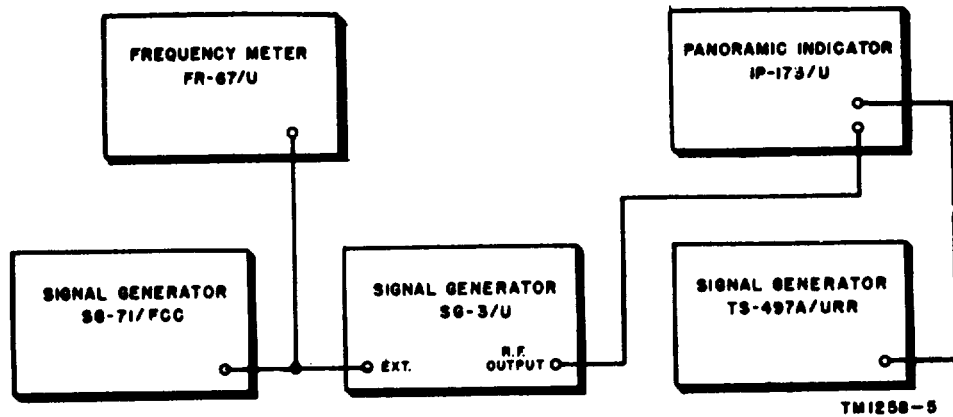 FREQUENCY METER
FR-67/U
PANORAMIC INDICATOR
IP-173/U
SIGNAL GENERATOR
SG-71/FCC
SIGNAL GENERATOR
SG-3/U
EXT.
R.F.
OUTPUT
SIGNAL GENERATOR
TS-497A/URR
TM1258-5